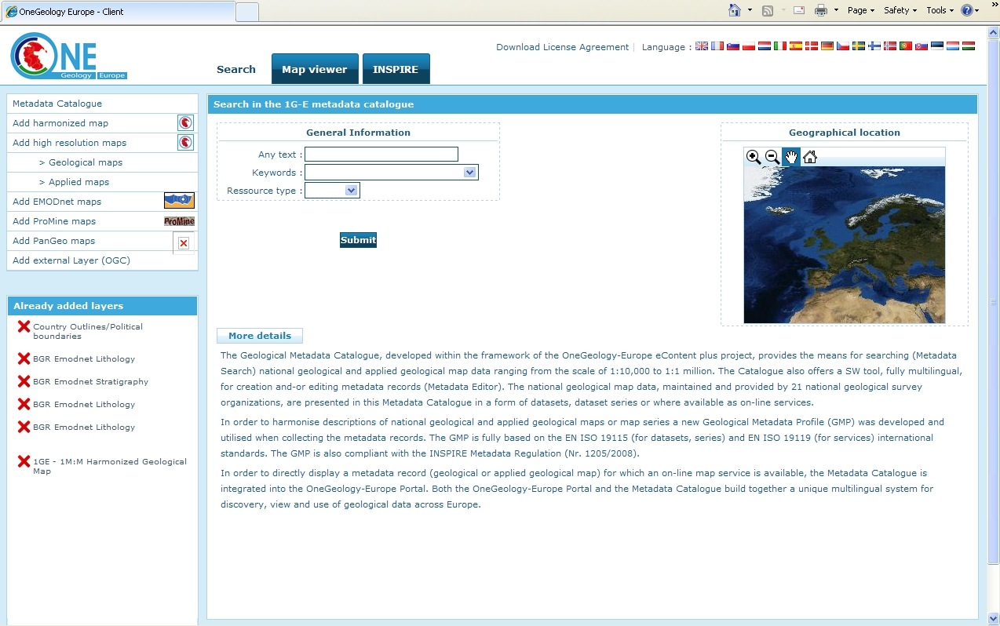 OneGeology Europe - Client
Page
Safety
Tools
»
NE
Geology Europe
Download License Agreement | Language :
Search
Map viewer
INSPIRE
Metadata Catalogue
Add harmonized map
Add high resolution maps
> Geological maps
> Applied maps
Add EMODnet maps
Add ProMine maps ProMine
Add PanGeo maps
Add external Layer (OGC)
Already added layers
Country Outlines/Political
boundaries
BGR Emodnet Lithology
BGR Emodnet Stratigraphy
BGR Emodnet Lithology
BGR Emodnet Lithology
1GE - 1M:M Harmonized Geological
Map
Search in the 1G-E metadata catalogue
General Information
Any text :
Keywords :
Ressource type :
Submit
Geographical location
More details
The Geological Metadata Catalogue, developed within the framework of the OneGeology-Europe eContent plus project, provides the means for searching (Metadata
Search) national geological and applied geological map data ranging from the scale of 1:10,000 to 1:1 million. The Catalogue also offers a SW tool, fully multilingual,
for creation and-or editing metadata records (Metadata Editor). The national geological map data, maintained and provided by 21 national geological survey
organizations, are presented in this Metadata Catalogue in a form of datasets, dataset series or where available as on-line services.
In order to harmonise descriptions of national geological and applied geological maps or map series a new Geological Metadata Profile (GMP) was developed and
utilised when collecting the metadata records. The GMP is fully based on the EN ISO 19115 (for datasets, series) and EN ISO 19119 (for services) international
standards. The GMP is also compliant with the INSPIRE Metadata Regulation (Nr. 1205/2008).
In order to directly display a metadata record (geological or applied geological map) for which an on-line map service is available, the Metadata Catalogue is
integrated into the OneGeology-Europe Portal. Both the OneGeology-Europe Portal and the Metadata Catalogue build together a unique multilingual system for
discovery, view and use of geological data across Europe.